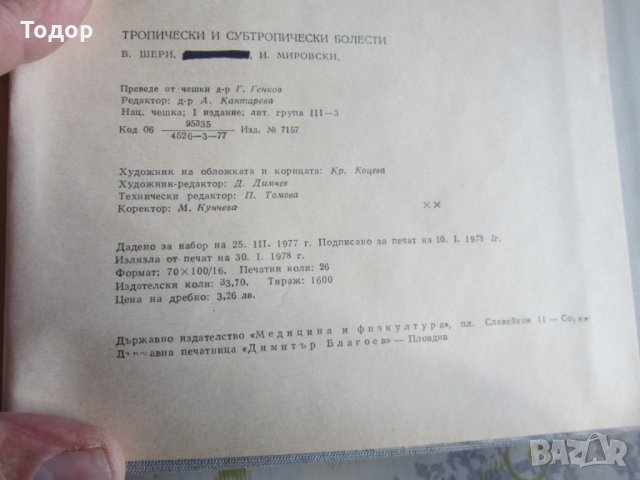 Тодор
ТРОПИЧЕСКИ И СУБТРОПИЧЕСКИ БОЛЕСТИ
В. ШЕРИ, И. МИРОВСКИ,
Преведе от чешки д-р Г. Генков
Редактор: д-р А. Кантарева
Нац. чешка; I издание; лит. група III—3
Код 06 95335/4526—3—77 Изд. № 7157
Художник на обложката и корицата: Кр. Коцева
Художник-редактор: Д. Димчев
Технически редактор: П. Томова
Коректор: М. Кунчева
××
Дадено за набор на 25. III. 1977 г. Подписано за печат на 10. I. 1978 г.
Излязла от печат на 30. I. 1978 г.
Формат: 70×100/16. Печатни коли: 26
Издателски коли: 33,70. Тираж: 1600
Цена на дребно: 3,26 лв.
Държавно издателство «Медицина и физкултура», пл. Славейков 11 — София
Държавна печатница «Димитър Благоев» — Пловдив
BAZAR